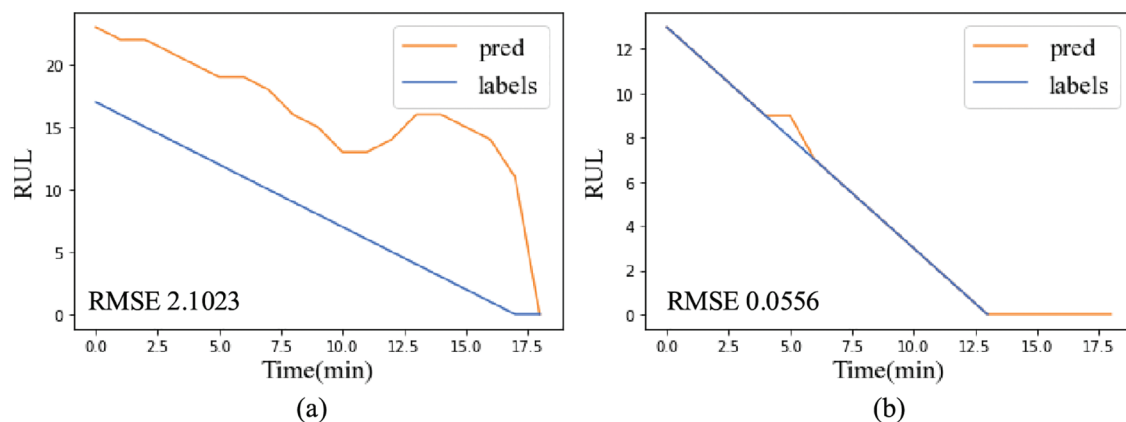 pred
labels
RUL
20
15
10
5
0
RMSE 2.1023
0.0 2.5 5.0 7.5 10.0 12.5 15.0 17.5
Time(min)
(a)
pred
labels
RUL
12
10
8
6
4
2
0
RMSE 0.0556
0.0 2.5 5.0 7.5 10.0 12.5 15.0 17.5
Time(min)
(b)